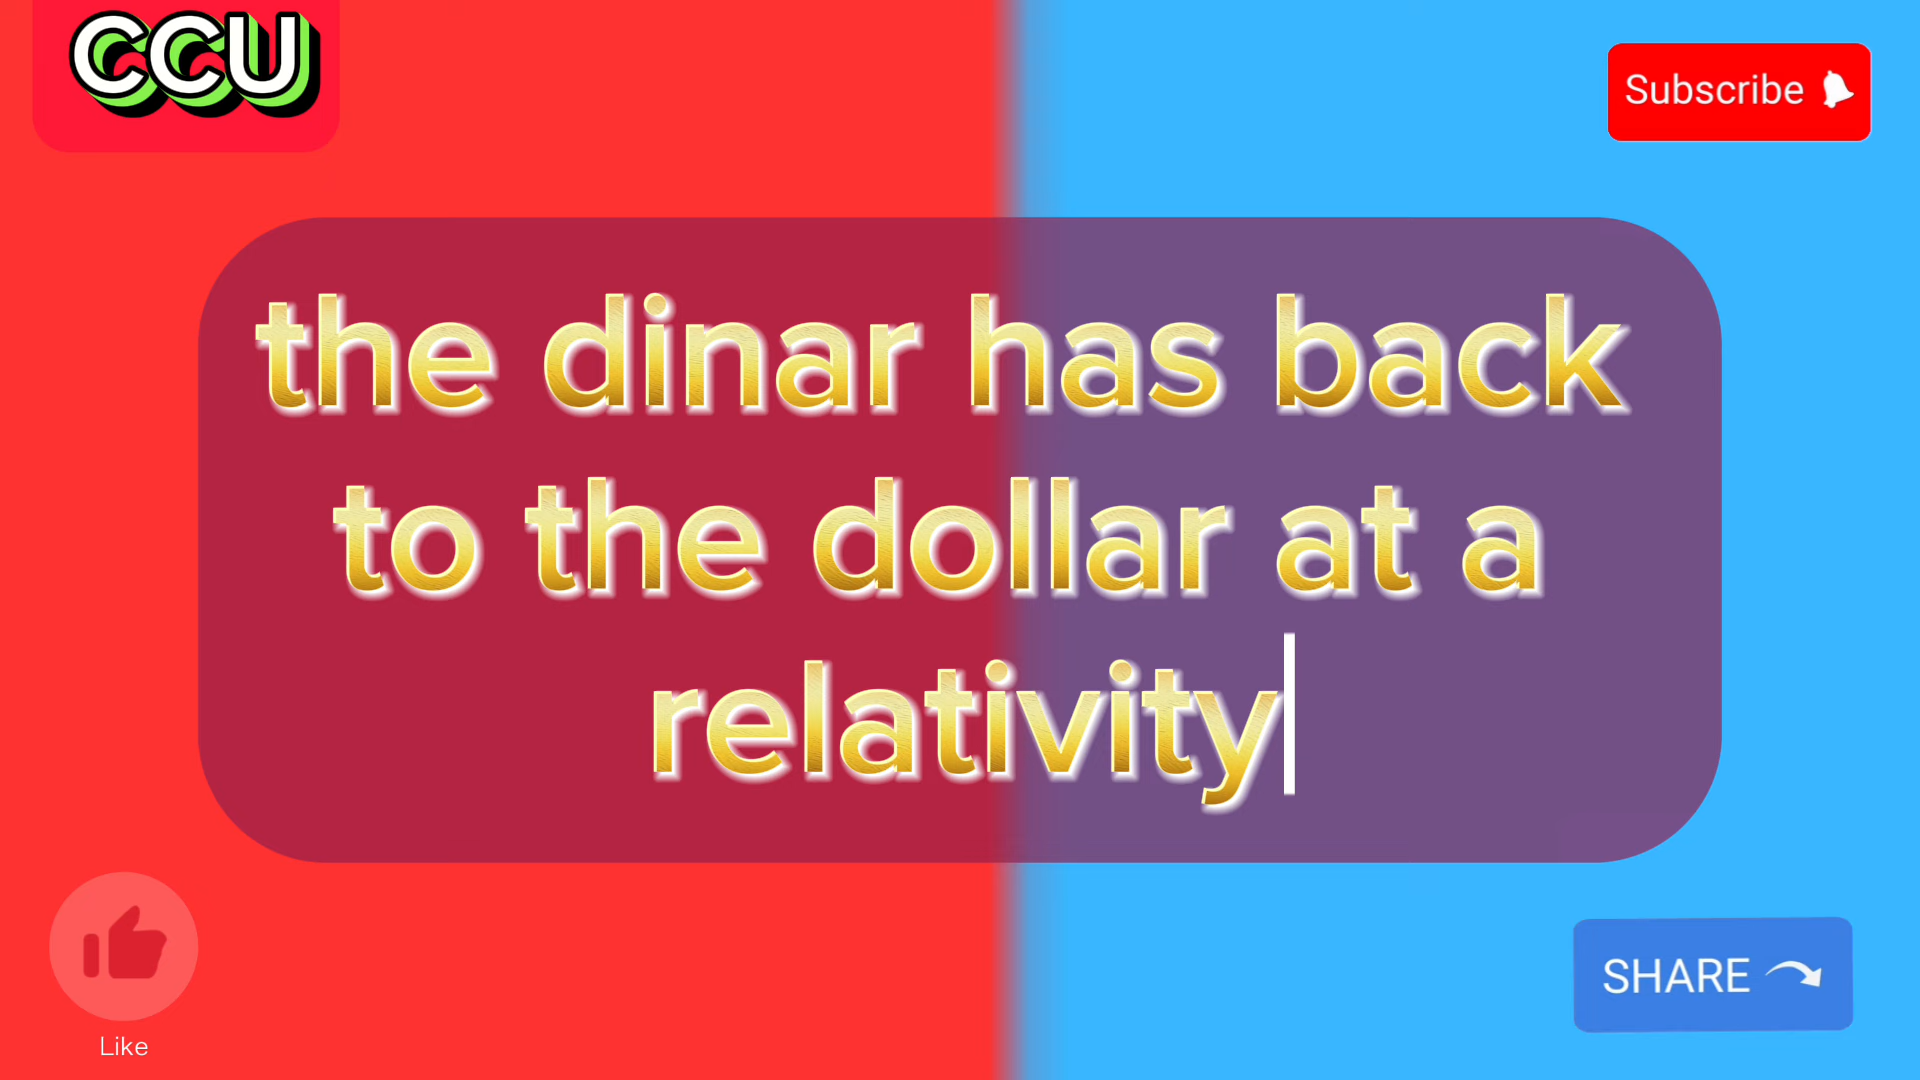 CCU
Subscribe
the dinar has back
to the dollar at a
relativity
Like
SHARE